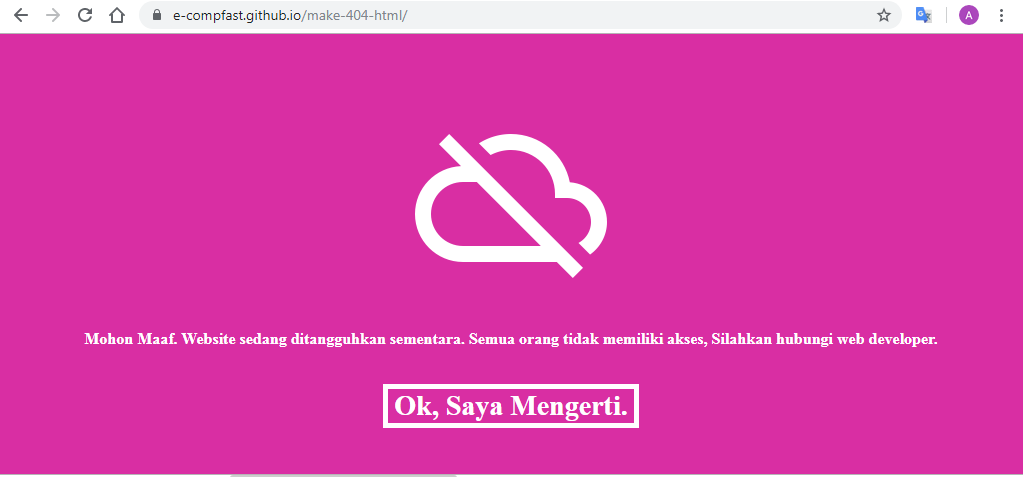 e-compfast.github.io/make-404-html/
A
Mohon Maaf. Website sedang ditangguhkan sementara. Semua orang tidak memiliki akses, Silahkan hubungi web developer.
Ok, Saya Mengerti.